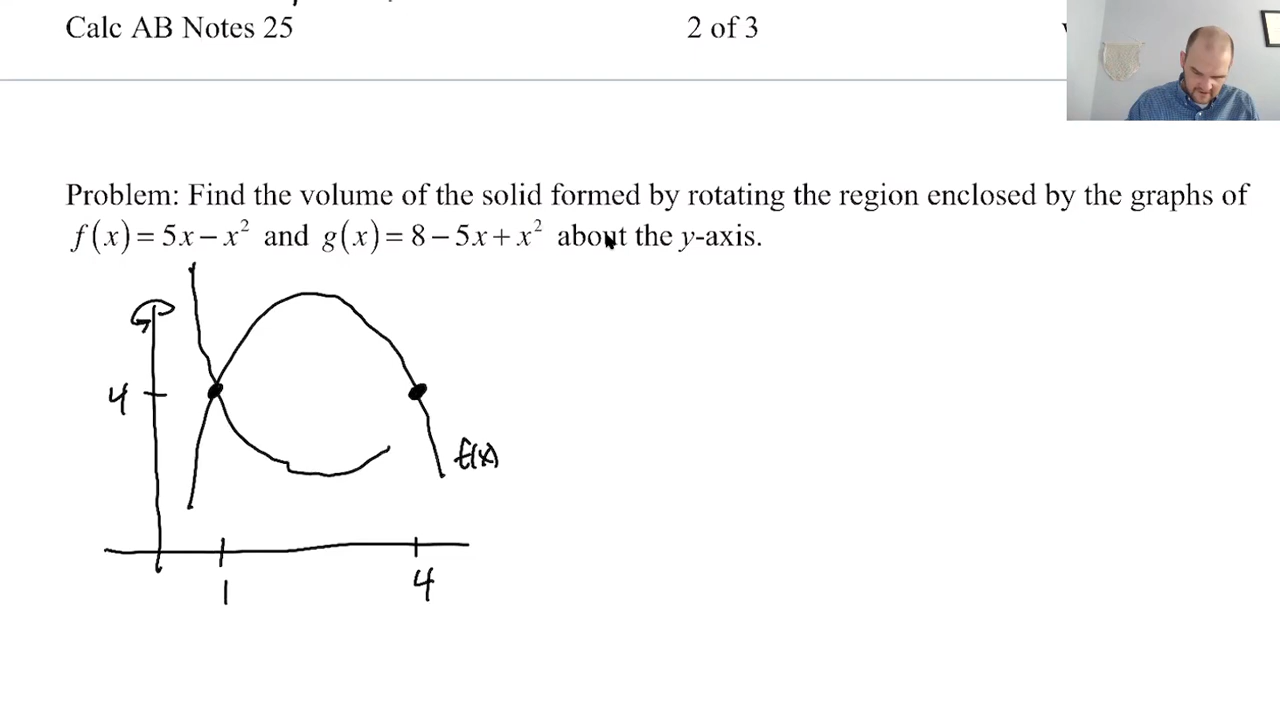 Calc AB Notes 25 2 of 3
Problem: Find the volume of the solid formed by rotating the region enclosed by the graphs of
f(x) = 5x − x² and g(x) = 8 − 5x + x² about the y-axis.
4
f(x)
1 4